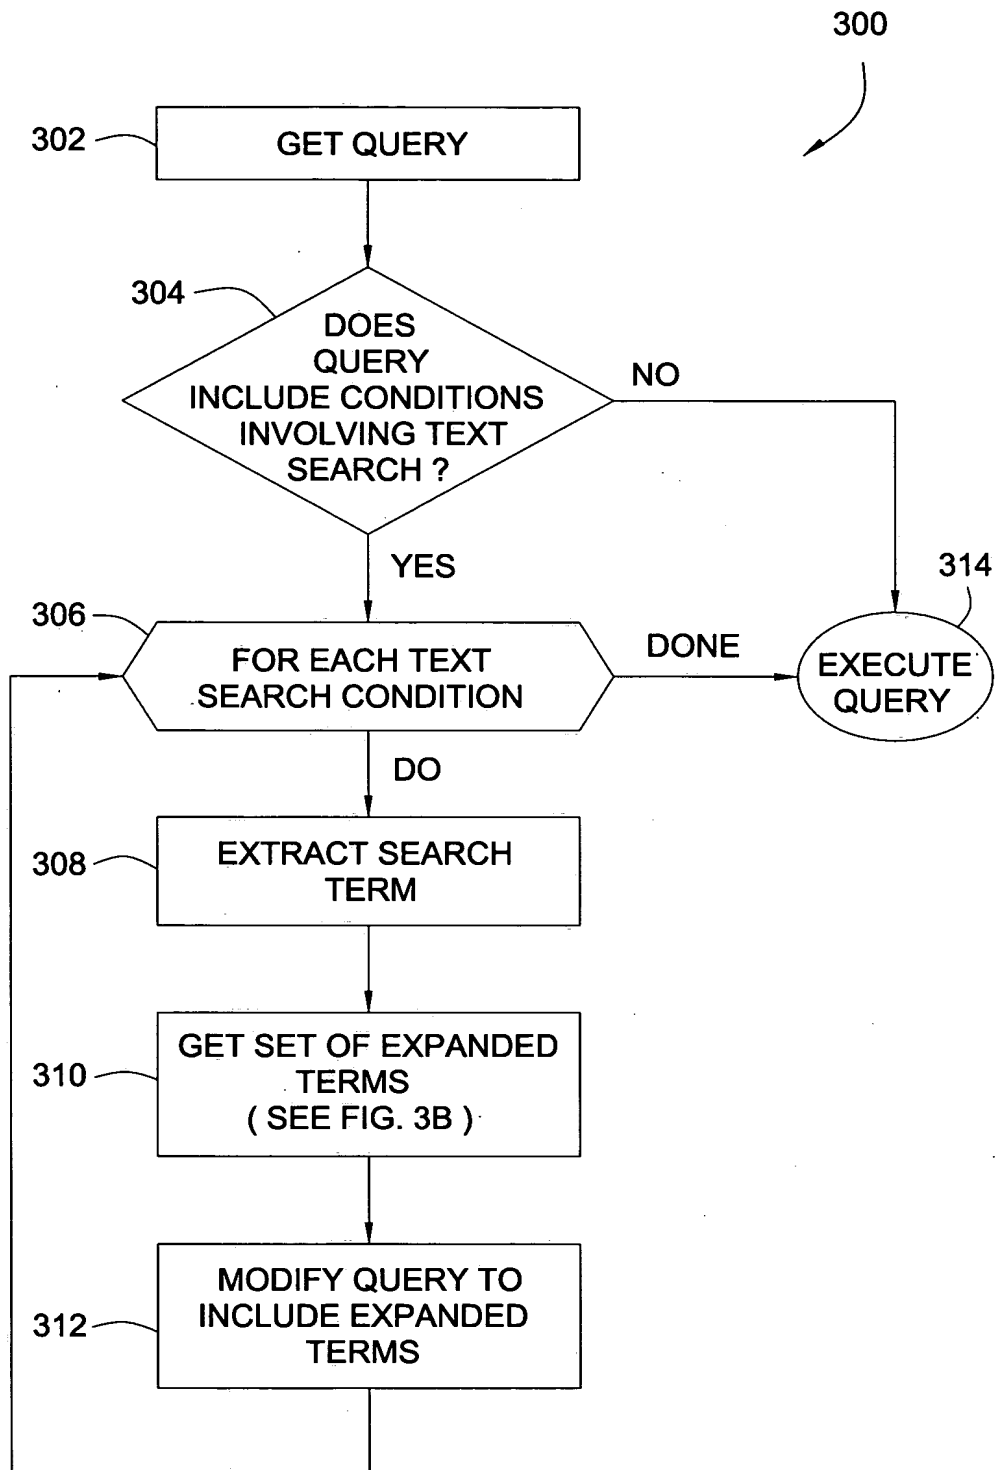 300
302
GET QUERY
304
DOES
QUERY
INCLUDE CONDITIONS
INVOLVING TEXT
SEARCH ?
NO
YES
314
306
FOR EACH TEXT
SEARCH CONDITION
DONE
EXECUTE
QUERY
DO
308
EXTRACT SEARCH
TERM
310
GET SET OF EXPANDED
TERMS
( SEE FIG. 3B )
312
MODIFY QUERY TO
INCLUDE EXPANDED
TERMS